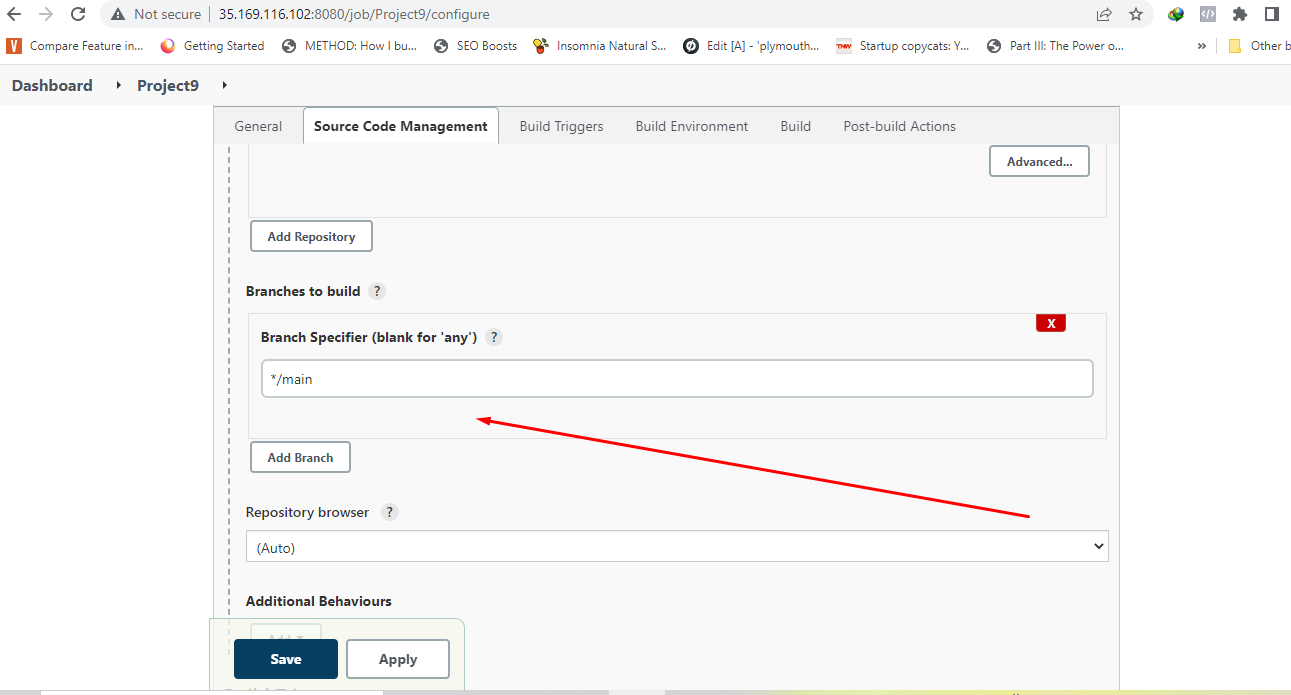 Not secure | 35.169.116.102:8080/job/Project9/configure
V Compare Feature in... Getting Started METHOD: How I bu... SEO Boosts Insomnia Natural S... Edit [A] - 'plymouth... TNW Startup copycats: Y... Part III: The Power o... » Other b
Dashboard Project9
General Source Code Management Build Triggers Build Environment Build Post-build Actions
Advanced...
Add Repository
Branches to build ?
X
Branch Specifier (blank for 'any') ?
*/main
Add Branch
Repository browser ?
(Auto)
Additional Behaviours
Add
Save Apply